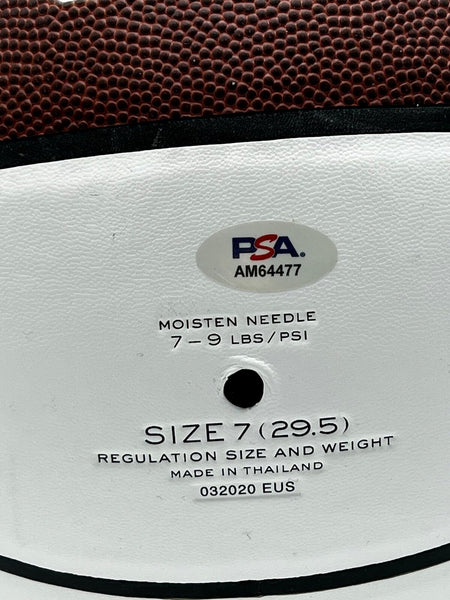 PSA.
AM64477
MOISTEN NEEDLE
7-9 LBS/PSI
SIZE 7 (29.5)
REGULATION SIZE AND WEIGHT
MADE IN THAILAND
032020 EUS